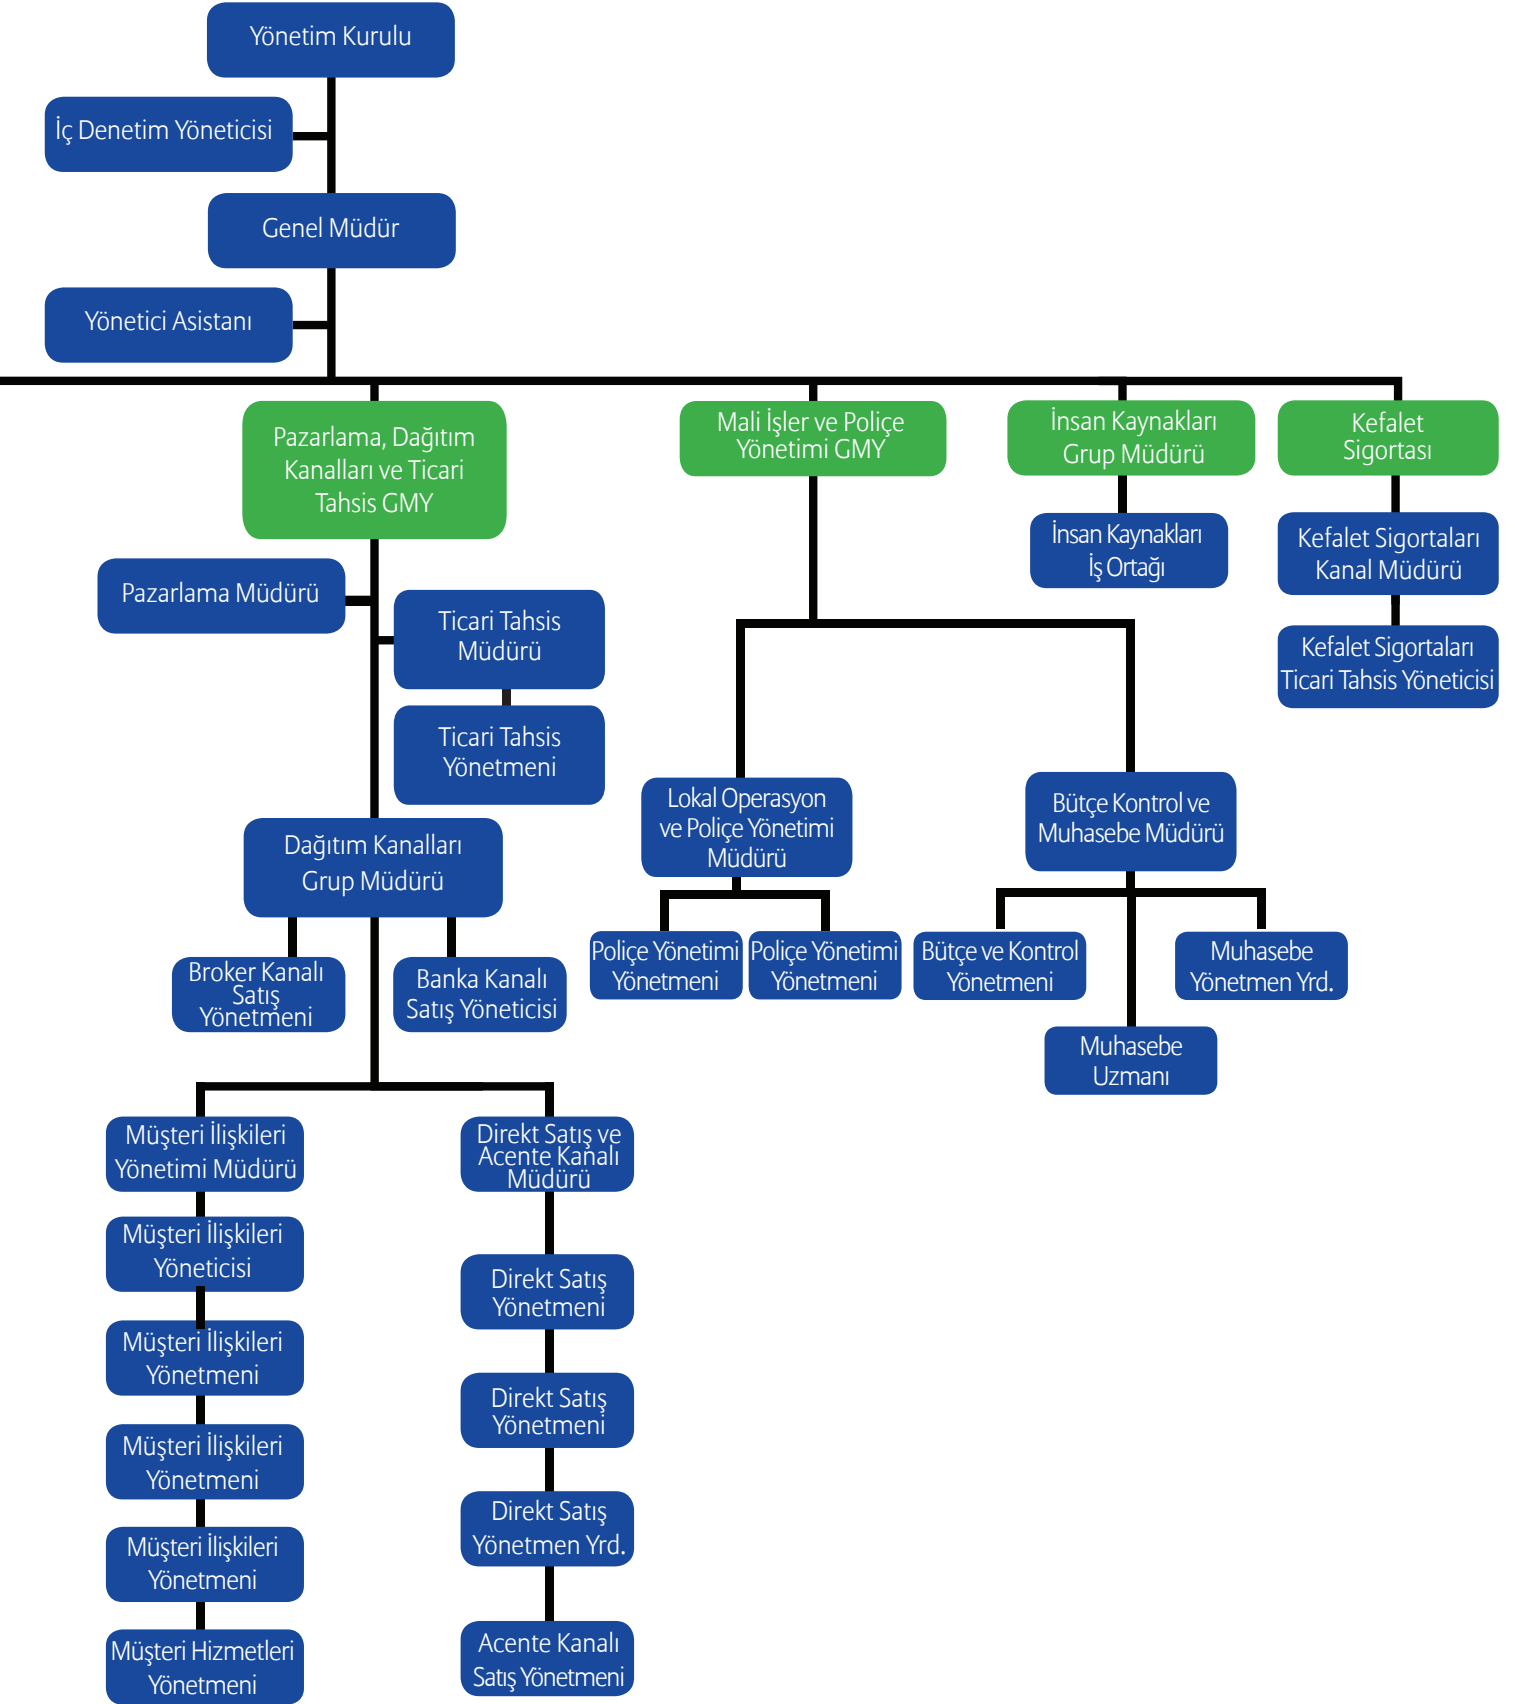 Yönetim Kurulu
İç Denetim Yöneticisi
Genel Müdür
Yönetici Asistanı
Pazarlama, Dağıtım
Kanalları ve Ticari
Tahsis GMY
Mali İşler ve Poliçe
Yönetimi GMY
İnsan Kaynakları
Grup Müdürü
Kefalet
Sigortası
İnsan Kaynakları
İş Ortağı
Kefalet Sigortaları
Kanal Müdürü
Kefalet Sigortaları
Ticari Tahsis Yöneticisi
Pazarlama Müdürü
Ticari Tahsis
Müdürü
Ticari Tahsis
Yönetmeni
Lokal Operasyon
ve Poliçe Yönetimi
Müdürü
Bütçe Kontrol ve
Muhasebe Müdürü
Dağıtım Kanalları
Grup Müdürü
Broker Kanalı
Satış
Yönetmeni
Banka Kanalı
Satış Yöneticisi
Poliçe Yönetimi
Yönetmeni
Poliçe Yönetimi
Yönetmeni
Bütçe ve Kontrol
Yönetmeni
Muhasebe
Yönetmen Yrd.
Muhasebe
Uzmanı
Müşteri İlişkileri
Yönetimi Müdürü
Direkt Satış ve
Acente Kanalı
Müdürü
Müşteri İlişkileri
Yöneticisi
Direkt Satış
Yönetmeni
Müşteri İlişkileri
Yönetmeni
Direkt Satış
Yönetmeni
Müşteri İlişkileri
Yönetmeni
Direkt Satış
Yönetmen Yrd.
Müşteri İlişkileri
Yönetmeni
Acente Kanalı
Satış Yönetmeni
Müşteri Hizmetleri
Yönetmeni